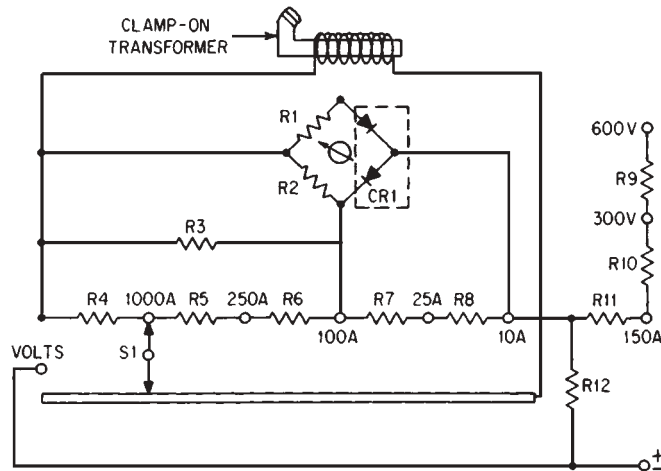 CLAMP-ON
TRANSFORMER
R1
600V
R2
CR1
R9
R3
300V
R10
R4 1000A R5 250A R6 R7 25A R8 R11
100A 10A 150A
VOLTS S1
R12
±